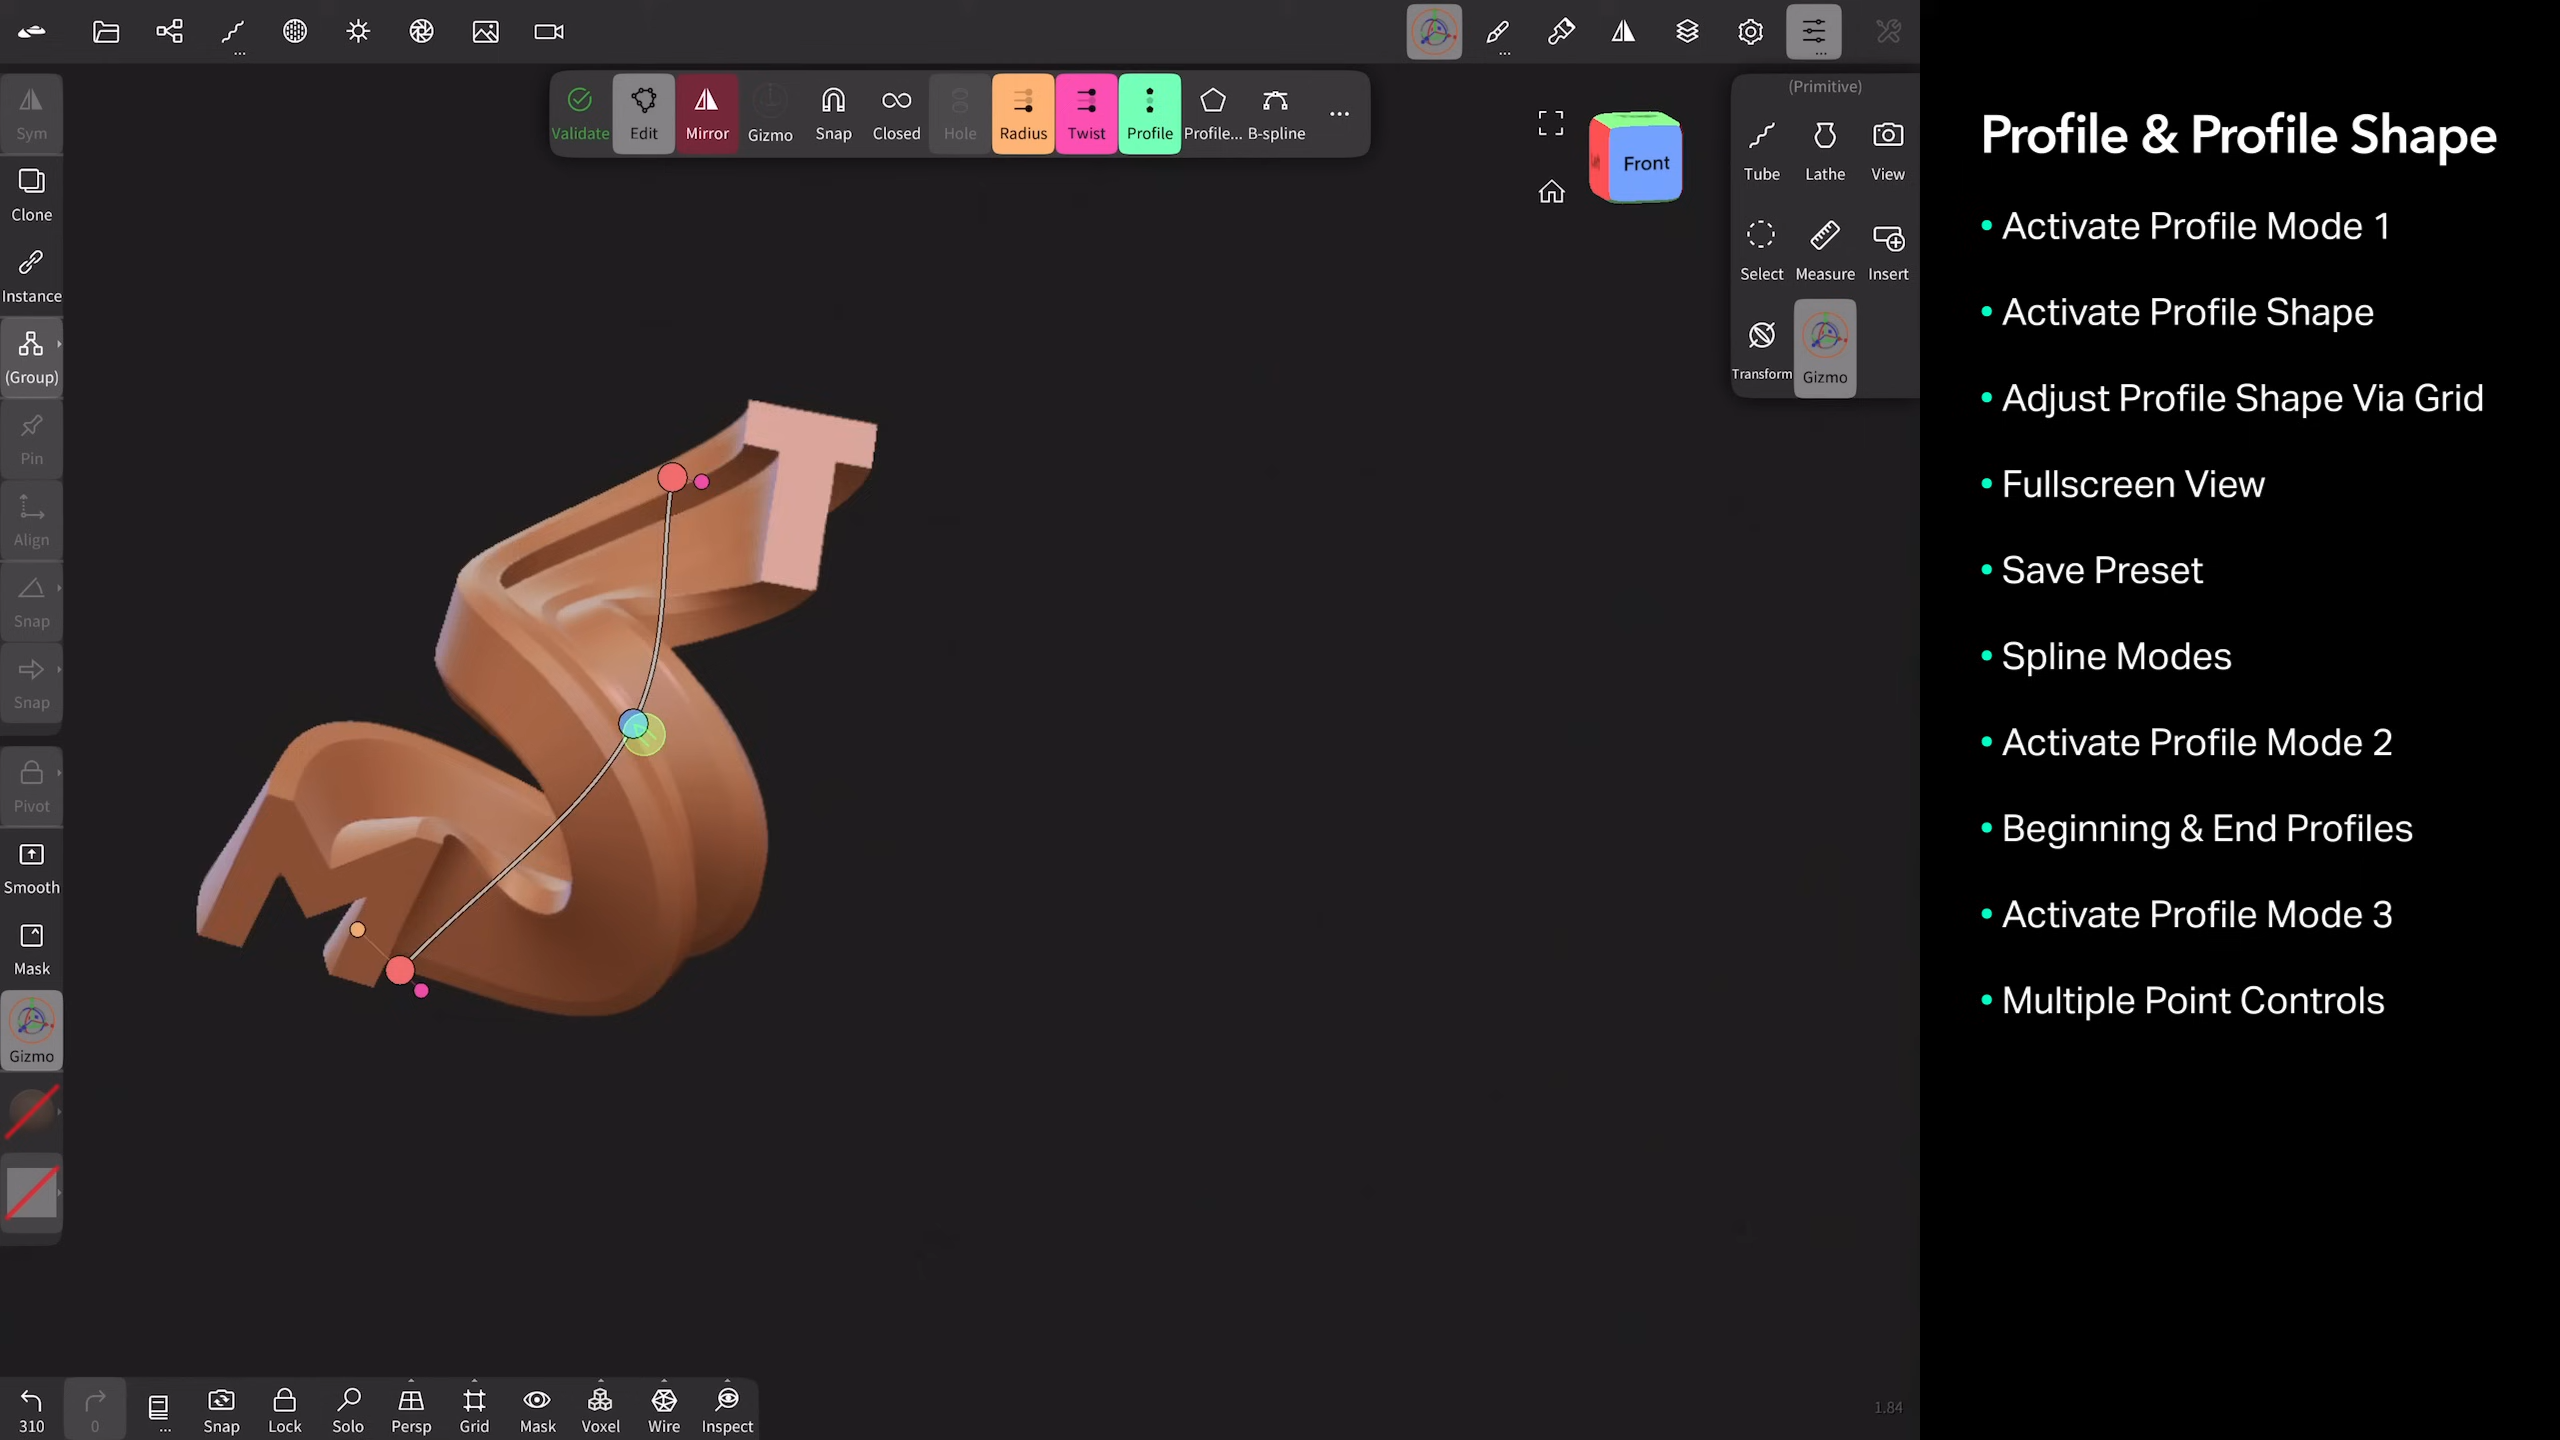 Validate
Edit
Mirror
Gizmo
Snap
Closed
Hole
Radius
Twist
Profile
Profile...
B-spline
...
Front
(Primitive)
Tube
Lathe
View
Select
Measure
Insert
Transform
Gizmo
Sym
Clone
Instance
(Group)
Pin
Align
Snap
Snap
Pivot
Smooth
Mask
Gizmo
310
0
...
Snap
Lock
Solo
Persp
Grid
Mask
Voxel
Wire
Inspect
1.84
Profile & Profile Shape
• Activate Profile Mode 1
• Activate Profile Shape
• Adjust Profile Shape Via Grid
• Fullscreen View
• Save Preset
• Spline Modes
• Activate Profile Mode 2
• Beginning & End Profiles
• Activate Profile Mode 3
• Multiple Point Controls